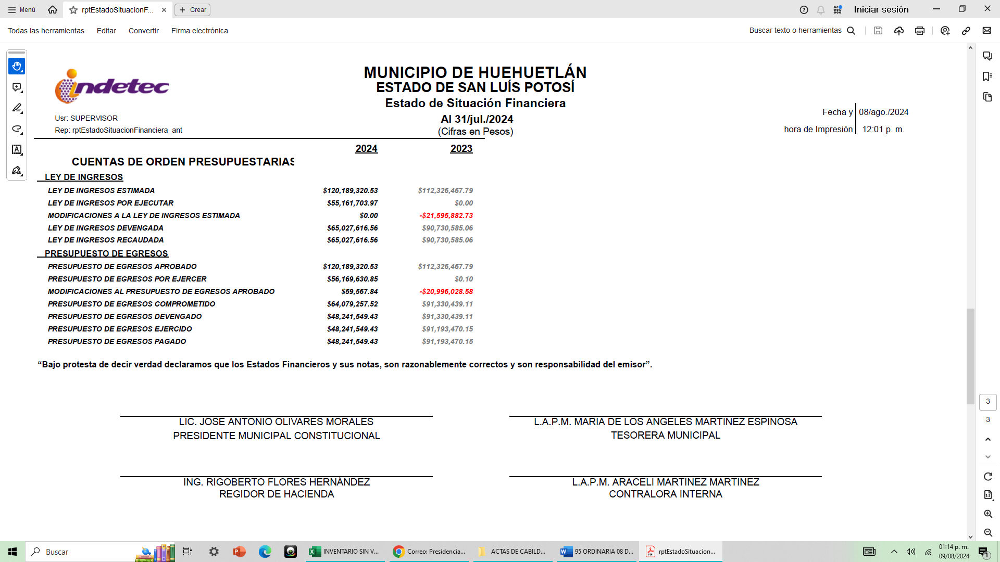 Menú
rptEstadoSituacionF...
Crear
Iniciar sesión
Todas las herramientas
Editar
Convertir
Firma electrónica
Buscar texto o herramientas
indetec
MUNICIPIO DE HUEHUETLÁN
ESTADO DE SAN LUÍS POTOSÍ
Estado de Situación Financiera
Al 31/jul./2024
(Cifras en Pesos)
Usr: SUPERVISOR
Rep: rptEstadoSituacionFinanciera_ant
Fecha y 08/ago./2024
hora de Impresión 12:01 p. m.
2024 2023
CUENTAS DE ORDEN PRESUPUESTARIAS
LEY DE INGRESOS
LEY DE INGRESOS ESTIMADA $120,189,320.53 $112,326,467.79
LEY DE INGRESOS POR EJECUTAR $55,161,703.97 $0.00
MODIFICACIONES A LA LEY DE INGRESOS ESTIMADA $0.00 -$21,595,882.73
LEY DE INGRESOS DEVENGADA $65,027,616.56 $90,730,585.06
LEY DE INGRESOS RECAUDADA $65,027,616.56 $90,730,585.06
PRESUPUESTO DE EGRESOS
PRESUPUESTO DE EGRESOS APROBADO $120,189,320.53 $112,326,467.79
PRESUPUESTO DE EGRESOS POR EJERCER $56,169,630.85 $0.10
MODIFICACIONES AL PRESUPUESTO DE EGRESOS APROBADO $59,567.84 -$20,996,028.58
PRESUPUESTO DE EGRESOS COMPROMETIDO $64,079,257.52 $91,330,439.11
PRESUPUESTO DE EGRESOS DEVENGADO $48,241,549.43 $91,330,439.11
PRESUPUESTO DE EGRESOS EJERCIDO $48,241,549.43 $91,193,470.15
PRESUPUESTO DE EGRESOS PAGADO $48,241,549.43 $91,193,470.15
“Bajo protesta de decir verdad declaramos que los Estados Financieros y sus notas, son razonablemente correctos y son responsabilidad del emisor”.
LIC. JOSE ANTONIO OLIVARES MORALES
PRESIDENTE MUNICIPAL CONSTITUCIONAL
L.A.P.M. MARIA DE LOS ANGELES MARTINEZ ESPINOSA
TESORERA MUNICIPAL
ING. RIGOBERTO FLORES HERNÁNDEZ
REGIDOR DE HACIENDA
L.A.P.M. ARACELI MARTINEZ MARTINEZ
CONTRALORA INTERNA
3
3
Buscar
INVENTARIO SIN V...
Correo: Presidencia...
ACTAS DE CABILD...
95 ORDINARIA 08 D...
rptEstadoSituacion...
01:14 p. m.
09/08/2024
1